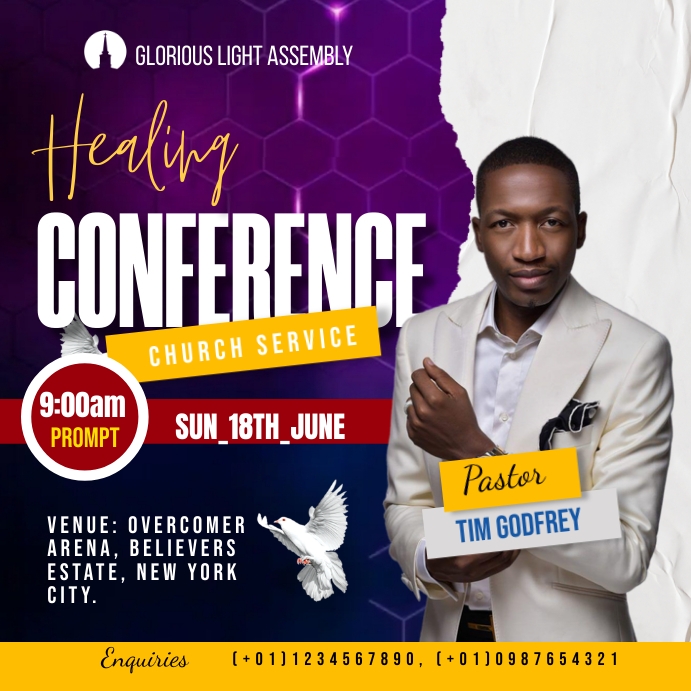 GLORIOUS LIGHT ASSEMBLY
Healing
CONFERENCE
CHURCH SERVICE
9:00am
PROMPT
SUN_18TH_JUNE
VENUE: OVERCOMER
ARENA, BELIEVERS
ESTATE, NEW YORK
CITY.
Pastor
TIM GODFREY
Enquiries (+01)1234567890, (+01)0987654321